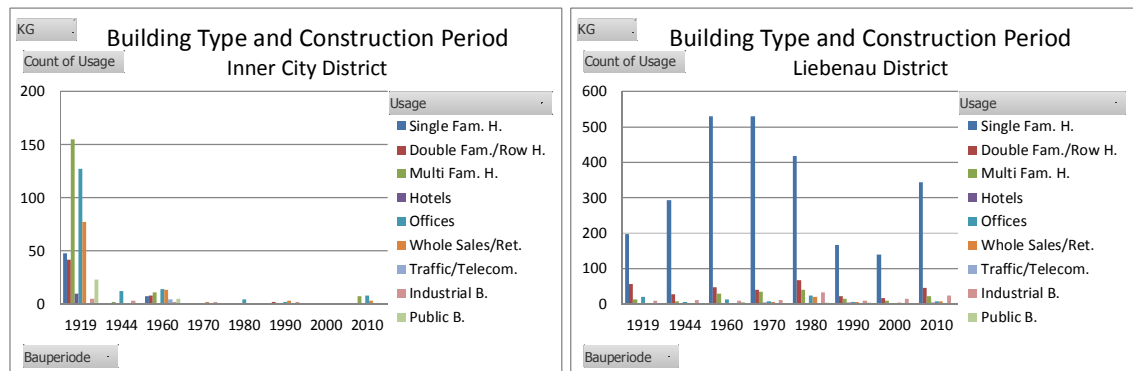 KG
Building Type and Construction Period
Inner City District
Count of Usage
200
150
100
50
0
1919 1944 1960 1970 1980 1990 2000 2010
Usage
Single Fam. H.
Double Fam./Row H.
Multi Fam. H.
Hotels
Offices
Whole Sales/Ret.
Traffic/Telecom.
Industrial B.
Public B.
Bauperiode
KG
Building Type and Construction Period
Liebenau District
Count of Usage
600
500
400
300
200
100
0
1919 1944 1960 1970 1980 1990 2000 2010
Usage
Single Fam. H.
Double Fam./Row H.
Multi Fam. H.
Hotels
Offices
Whole Sales/Ret.
Traffic/Telecom.
Industrial B.
Public B.
Bauperiode